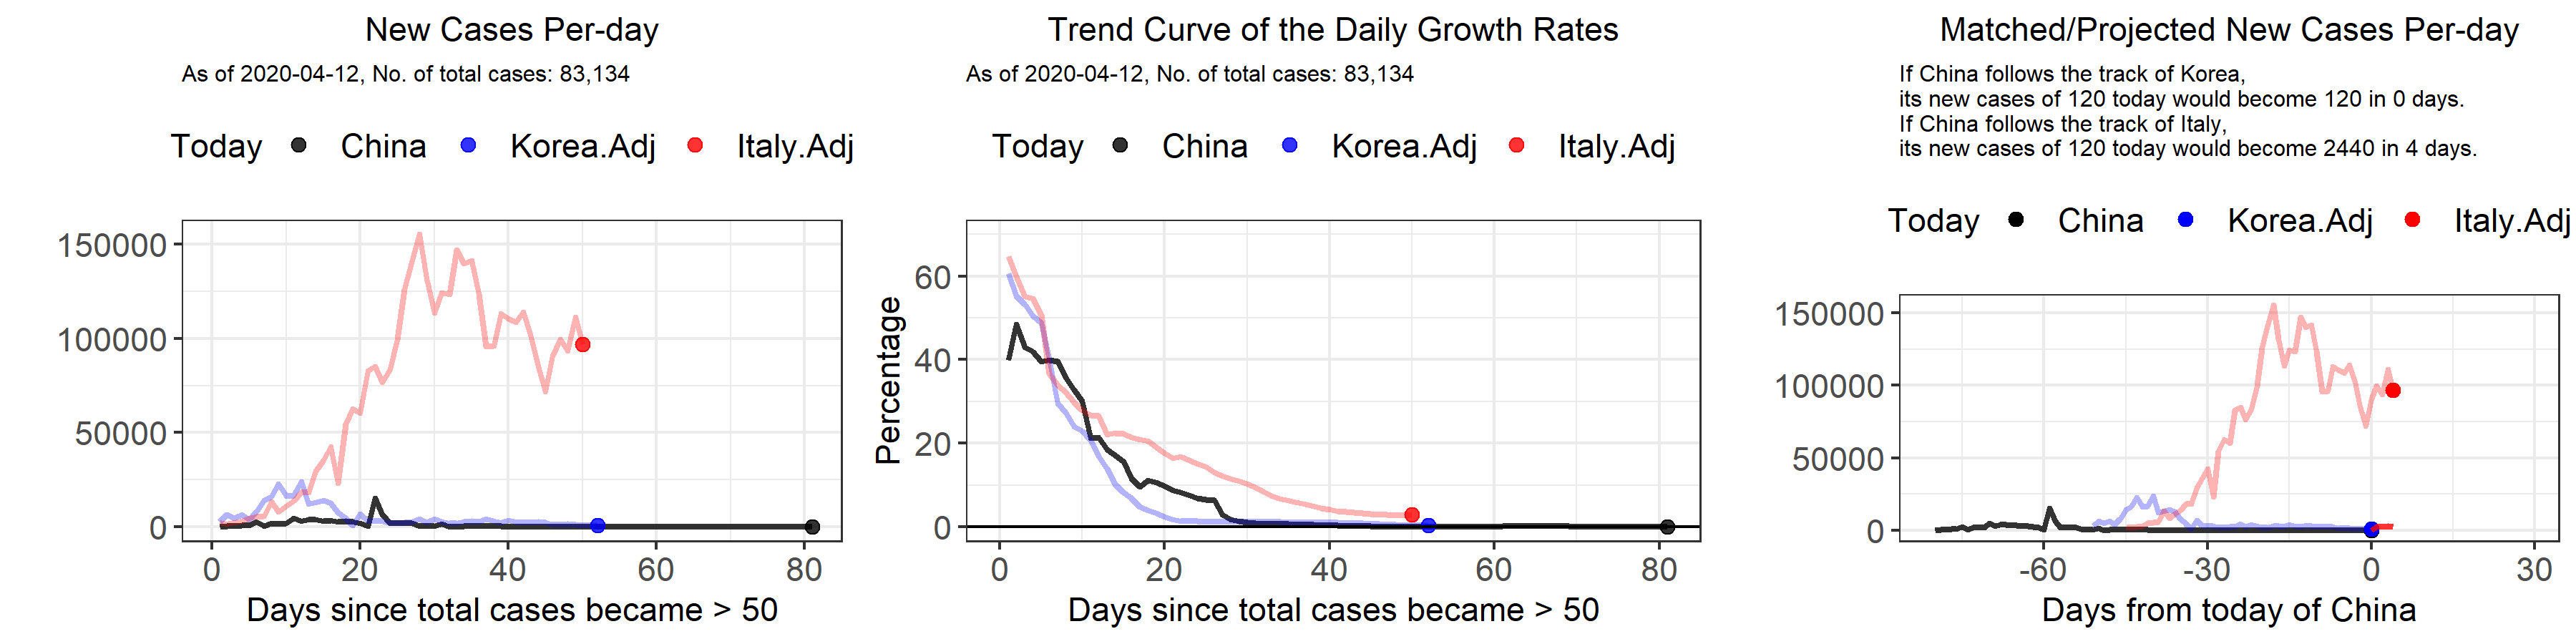 New Cases Per-day
As of 2020-04-12, No. of total cases: 83,134
Today China Korea.Adj Italy.Adj
150000
100000
50000
0
0 20 40 60 80
Days since total cases became > 50
Trend Curve of the Daily Growth Rates
As of 2020-04-12, No. of total cases: 83,134
Today China Korea.Adj Italy.Adj
Percentage
60
40
20
0
0 20 40 60 80
Days since total cases became > 50
Matched/Projected New Cases Per-day
If China follows the track of Korea,
its new cases of 120 today would become 120 in 0 days.
If China follows the track of Italy,
its new cases of 120 today would become 2440 in 4 days.
Today China Korea.Adj Italy.Adj
150000
100000
50000
0
-60 -30 0 30
Days from today of China